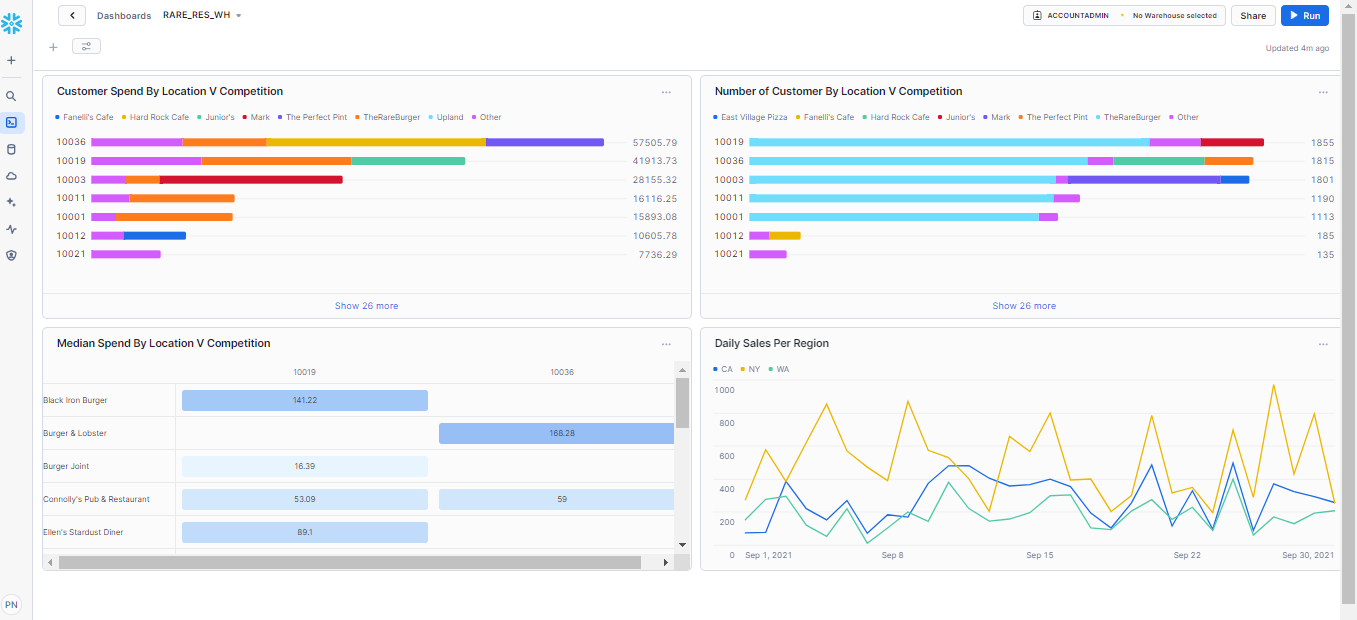 Dashboards RARE_RES_WH
ACCOUNTADMIN • No Warehouse selected Share Run
Updated 4m ago
Customer Spend By Location V Competition
Fanelli's Cafe Hard Rock Cafe Junior's Mark The Perfect Pint TheRareBurger Upland Other
10036 57505.79
10019 41913.73
10003 28155.32
10011 16116.25
10001 15893.08
10012 10605.78
10021 7736.29
Show 26 more
Number of Customer By Location V Competition
East Village Pizza Fanelli's Cafe Hard Rock Cafe Junior's Mark The Perfect Pint TheRareBurger Other
10019 1855
10036 1815
10003 1801
10011 1190
10001 1113
10012 185
10021 135
Show 26 more
Median Spend By Location V Competition
10019 10036
Black Iron Burger 141.22
Burger & Lobster 168.28
Burger Joint 16.39
Connolly's Pub & Restaurant 53.09 59
Ellen's Stardust Diner 89.1
Daily Sales Per Region
CA NY WA
1000
800
600
400
200
0
Sep 1, 2021 Sep 8 Sep 15 Sep 22 Sep 30, 2021
PN